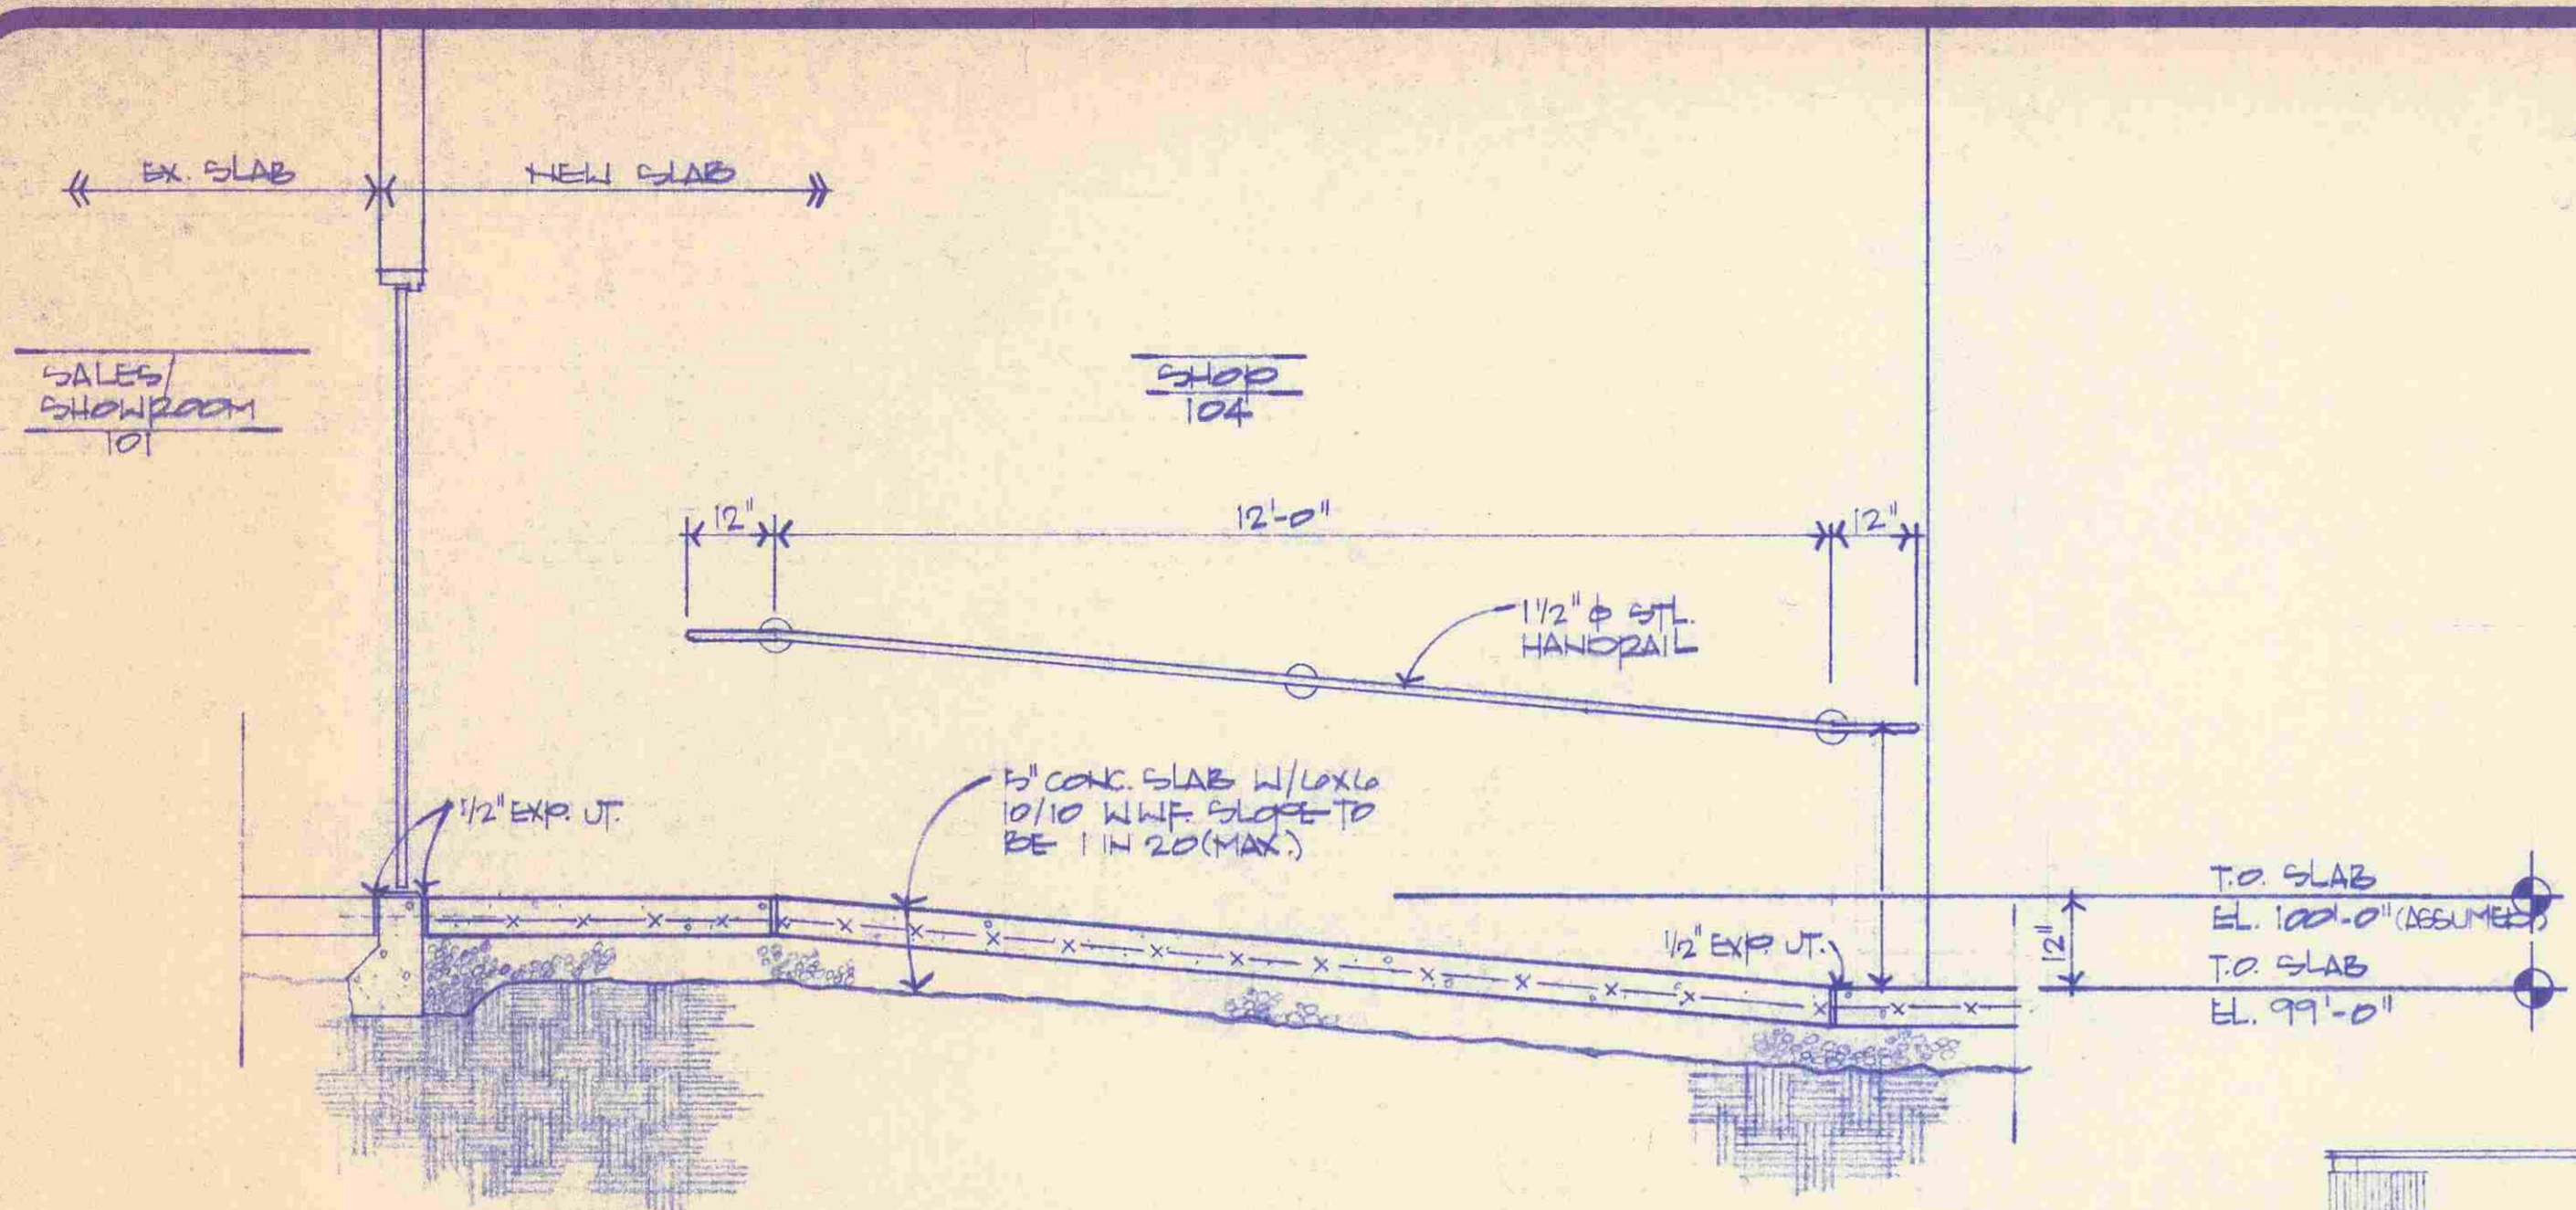 EX. SLAB
NEW SLAB
SALES/
SHOWROOM
101
SHOP
104
12"
12'-0"
12"
1 1/2" φ STL.
HANDRAIL
1/2" EXP. JT.
5" CONC. SLAB W/6X6
10/10 WWF. SLOPE TO
BE 1 IN 20 (MAX.)
1/2" EXP. JT.
12"
T.O. SLAB
EL. 100'-0" (ASSUMED)
T.O. SLAB
EL. 99'-0"